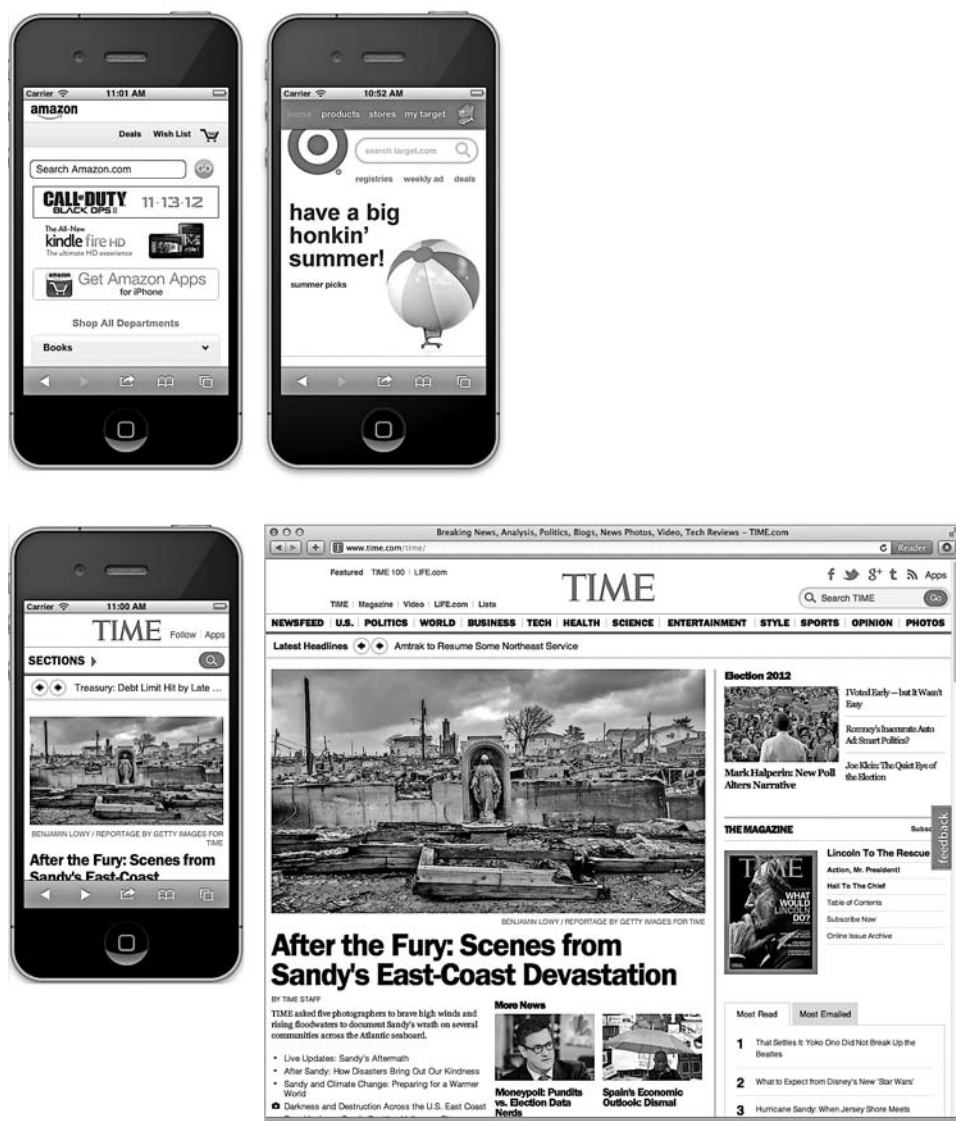 Carrier 11:01 AM
amazon
Deals Wish List
Search Amazon.com GO
CALL OF DUTY 11·13·12
BLACK OPS II
The All-New
kindle fire HD
The ultimate HD experience
amazon
Get Amazon Apps
for iPhone
Shop All Departments
Books
Carrier 10:52 AM
home products stores my target
search target.com
registries weekly ad deals
have a big
honkin'
summer!
summer picks
Carrier 11:00 AM
TIME Follow Apps
SECTIONS
Treasury: Debt Limit Hit by Late ...
BENJAMIN LOWY / REPORTAGE BY GETTY IMAGES FOR
TIME
After the Fury: Scenes from
Sandy's East-Coast
Breaking News, Analysis, Politics, Blogs, News Photos, Video, Tech Reviews – TIME.com
www.time.com/time/ Reader
Featured TIME 100 | LIFE.com
TIME
f g+ t Apps
Search TIME Go
TIME | Magazine | Video | LIFE.com | Lists
NEWSFEED U.S. POLITICS WORLD BUSINESS TECH HEALTH SCIENCE ENTERTAINMENT STYLE SPORTS OPINION PHOTOS
Latest Headlines Amtrak to Resume Some Northeast Service
BENJAMIN LOWY / REPORTAGE BY GETTY IMAGES FOR TIME
After the Fury: Scenes from
Sandy's East-Coast Devastation
BY TIME STAFF
TIME asked five photographers to brave high winds and
rising floodwaters to document Sandy's wrath on several
communities across the Atlantic seaboard.
• Live Updates: Sandy's Aftermath
• After Sandy: How Disasters Bring Out Our Kindness
• Sandy and Climate Change: Preparing for a Warmer
World
Darkness and Destruction Across the U.S. East Coast
More News
Moneypoll: Pundits
vs. Election Data
Nerds
Spain's Economic
Outlook: Dismal
Election 2012
Mark Halperin: New Poll
Alters Narrative
I Voted Early — but It Wasn't
Easy
Romney's Inaccurate Auto
Ad: Smart Politics?
Joe Klein: The Quiet Eye of
the Election
feedback
THE MAGAZINE Subsc
TIME
WHAT
WOULD
LINCOLN
DO?
Lincoln To The Rescue
Action, Mr. President!
Hail To The Chief
Table of Contents
Subscribe Now
Online Issue Archive
Most Read Most Emailed
1 That Settles It: Yoko Ono Did Not Break Up the
Beatles
2 What to Expect from Disney's New 'Star Wars'
3 Hurricane Sandy: When Jersey Shore Meets